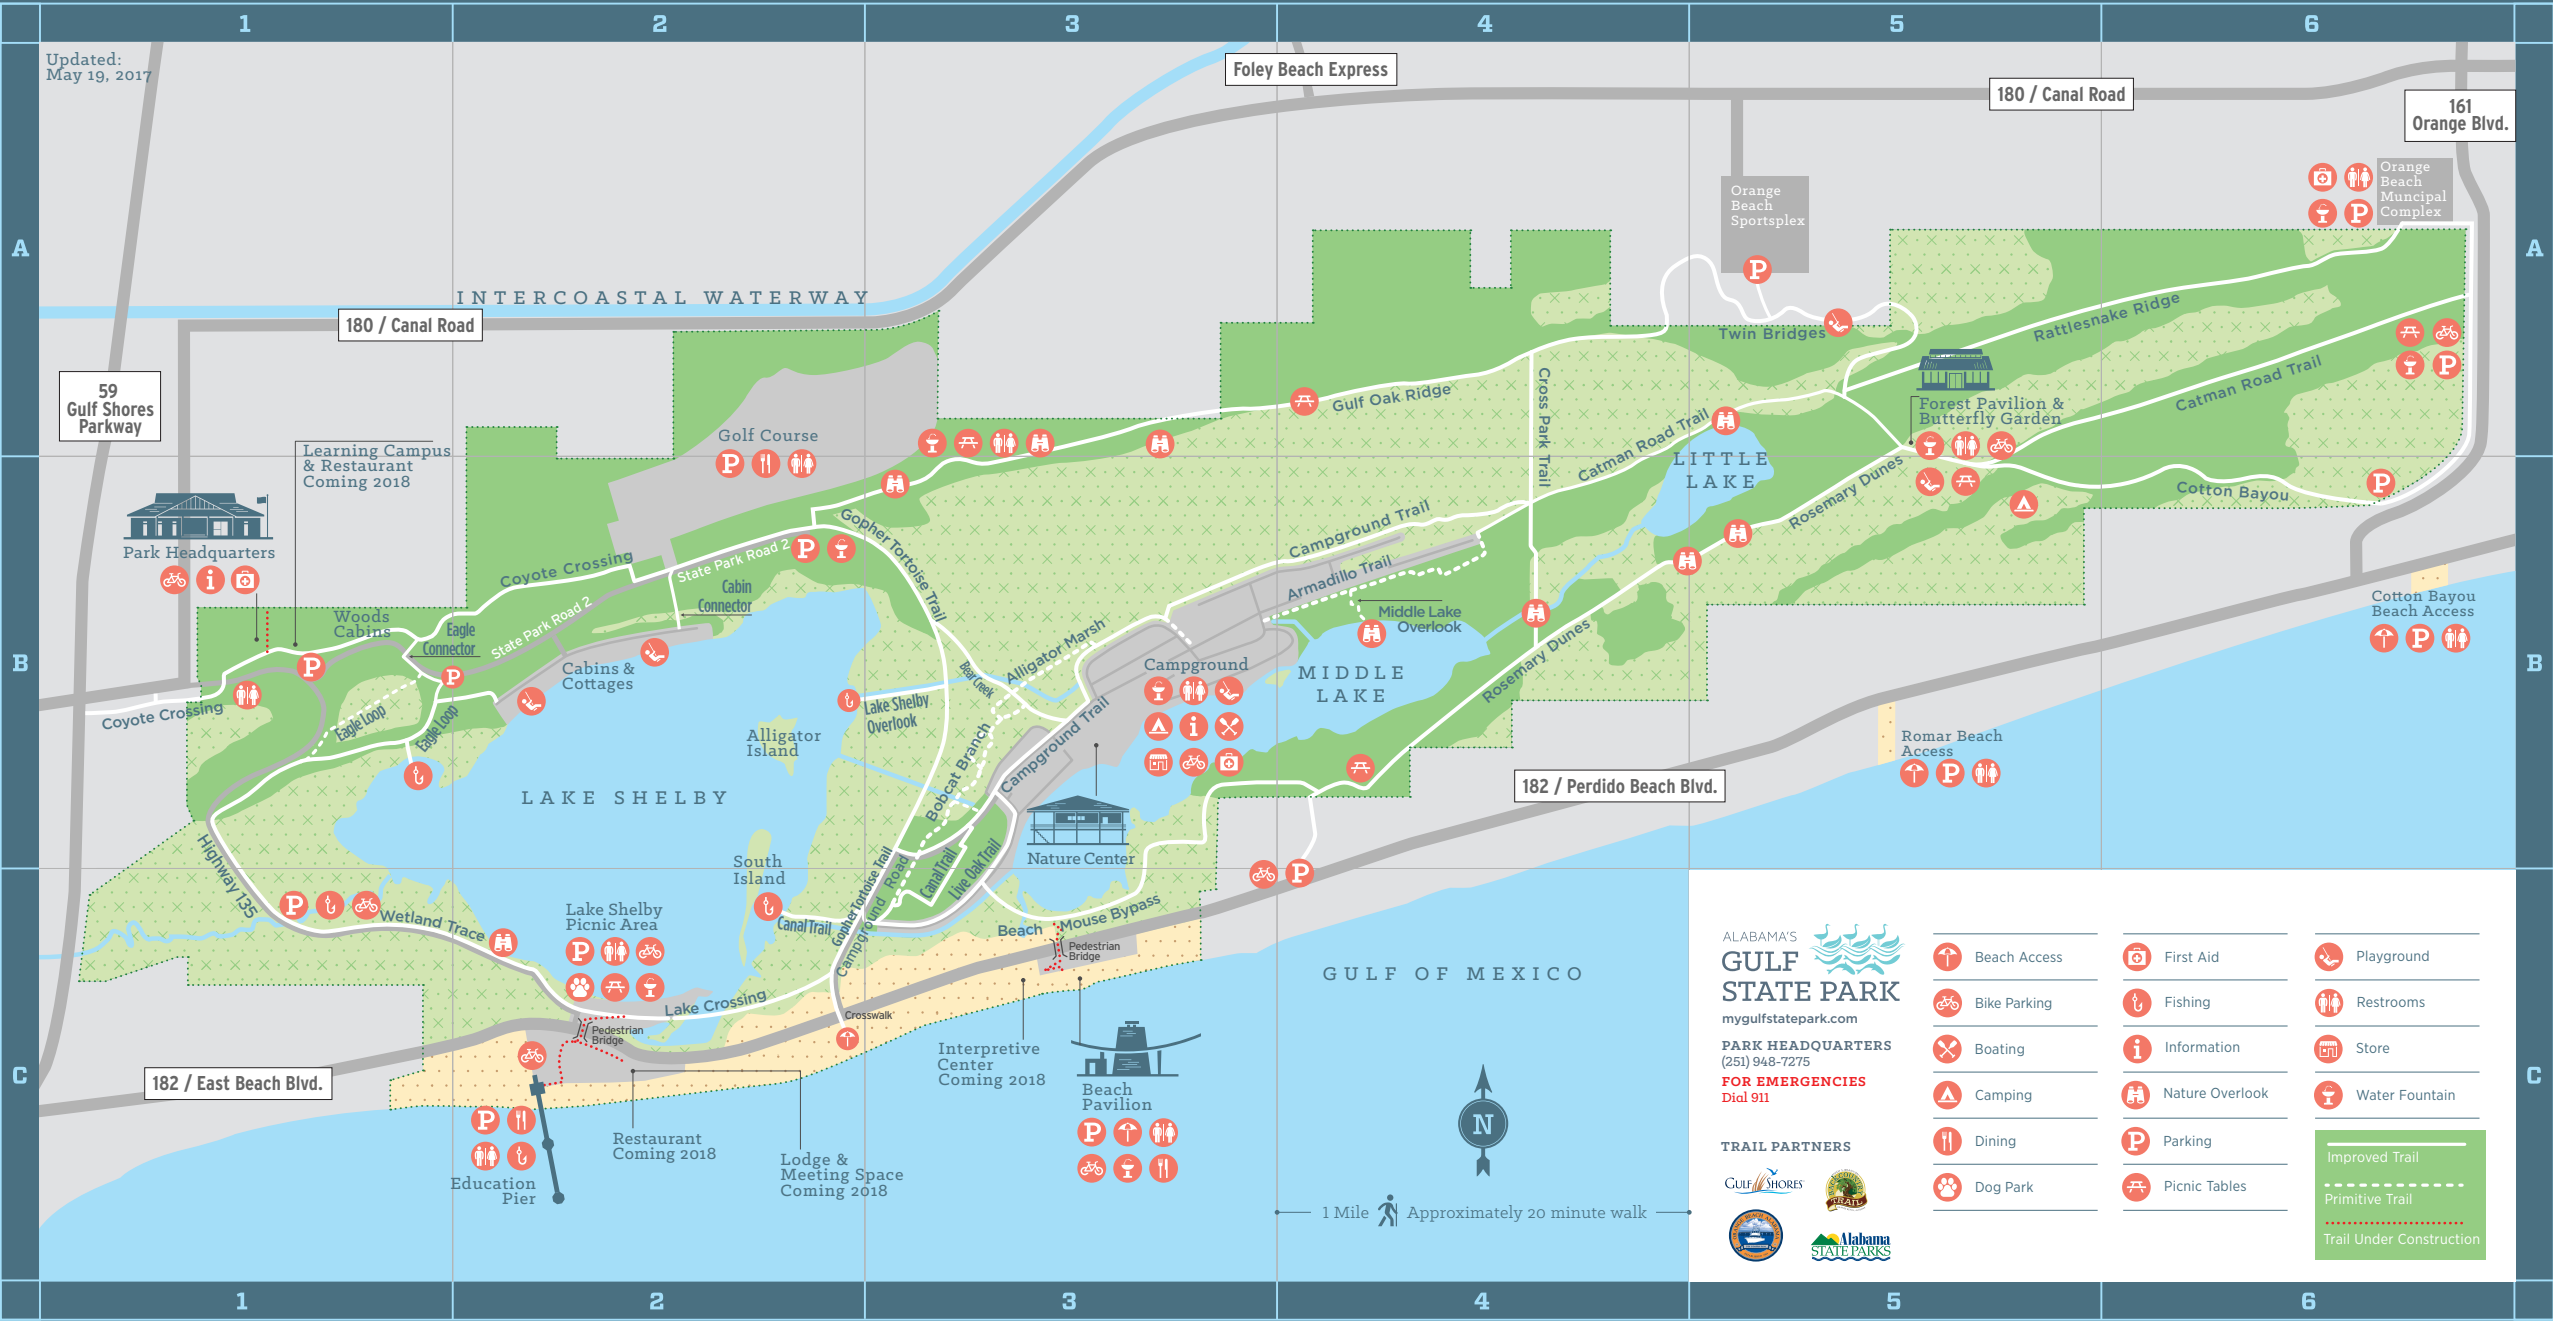 1
2
3
4
5
6
Updated:
May 19, 2017
Foley Beach Express
180 / Canal Road
161
Orange Blvd.
Orange
Beach
Muncipal
Complex
Orange
Beach
Sportsplex
A
A
INTERCOASTAL WATERWAY
180 / Canal Road
59
Gulf Shores
Parkway
Twin Bridges
Rattlesnake Ridge
Catman Road Trail
Gulf Oak Ridge
Cross Park Trail
Forest Pavilion &
Butterfly Garden
Catman Road Trail
Golf Course
Learning Campus
& Restaurant
Coming 2018
LITTLE
LAKE
Rosemary Dunes
Cotton Bayou
Park Headquarters
Coyote Crossing
State Park Road 2
Gopher Tortoise Trail
Campground Trail
Armadillo Trail
Cabin
Connector
Middle Lake
Overlook
Cotton Bayou
Beach Access
Woods
Cabins
Eagle
Connector
State Park Road 2
Cabins &
Cottages
Alligator Marsh
Bear Creek
Campground
MIDDLE
LAKE
Rosemary Dunes
B
B
Coyote Crossing
Eagle Loop
Eagle Loop
Lake Shelby
Overlook
Alligator
Island
Bobcat Branch
Campground Trail
Romar Beach
Access
LAKE SHELBY
182 / Perdido Beach Blvd.
Nature Center
Highway 135
South
Island
Gopher Tortoise Trail
Campground Road
Canal Trail
Live Oak Trail
Wetland Trace
Lake Shelby
Picnic Area
Canal Trail
Beach Mouse Bypass
Pedestrian
Bridge
GULF OF MEXICO
Lake Crossing
Crosswalk
Pedestrian
Bridge
182 / East Beach Blvd.
Interpretive
Center
Coming 2018
Beach
Pavilion
Restaurant
Coming 2018
Lodge &
Meeting Space
Coming 2018
Education
Pier
C
C
N
1 Mile Approximately 20 minute walk
ALABAMA'S
GULF
STATE PARK
mygulfstatepark.com
PARK HEADQUARTERS
(251) 948-7275
FOR EMERGENCIES
Dial 911
TRAIL PARTNERS
GULF SHORES
TRAIL
Alabama
STATE PARKS
Beach Access
Bike Parking
Boating
Camping
Dining
Dog Park
First Aid
Fishing
Information
Nature Overlook
Parking
Picnic Tables
Playground
Restrooms
Store
Water Fountain
Improved Trail
Primitive Trail
Trail Under Construction
1
2
3
4
5
6
180 / Canal Road